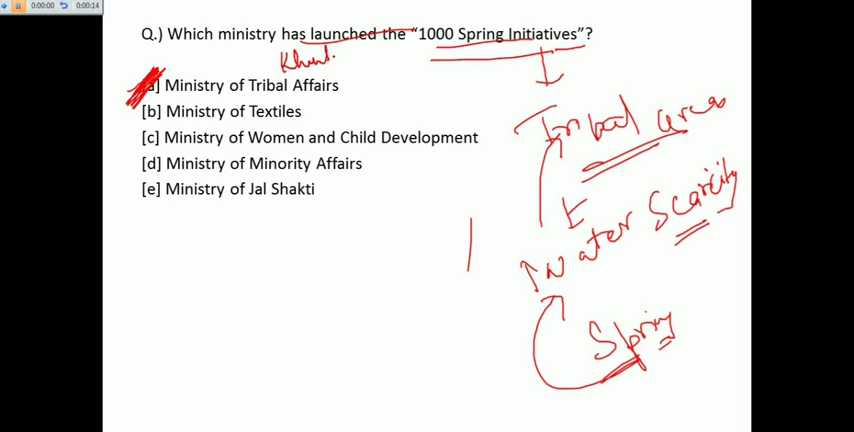 0:00:00 0:00:14
Q.) Which ministry has launched the “1000 Spring Initiatives”?
[a] Ministry of Tribal Affairs
[b] Ministry of Textiles
[c] Ministry of Women and Child Development
[d] Ministry of Minority Affairs
[e] Ministry of Jal Shakti
Tribal area
Water Scarcity
Spring